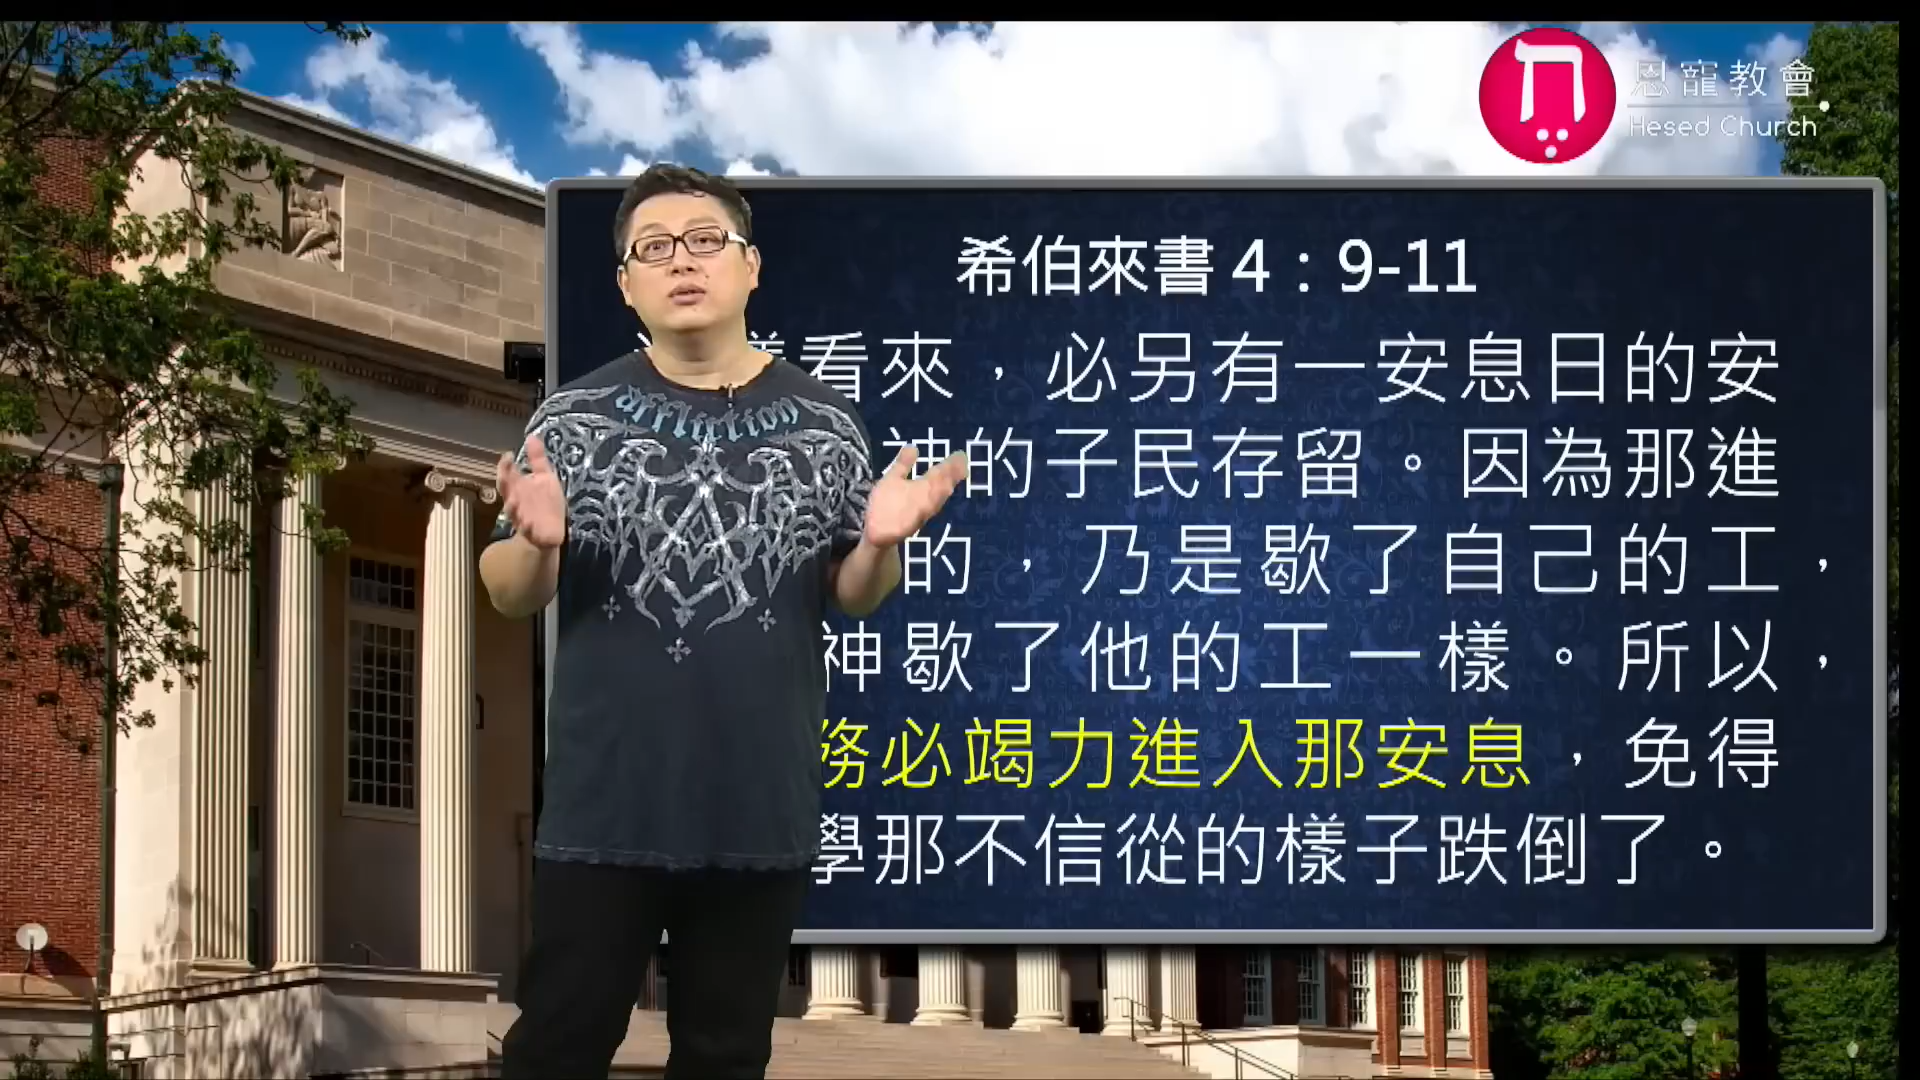 恩寵教會
Hesed Church
希伯來書 4：9-11
看來，必另有一安息日的安
神的子民存留。因為那進
的，乃是歇了自己的工，
神歇了他的工一樣。所以，
務必竭力進入那安息，免得
學那不信從的樣子跌倒了。
affliction